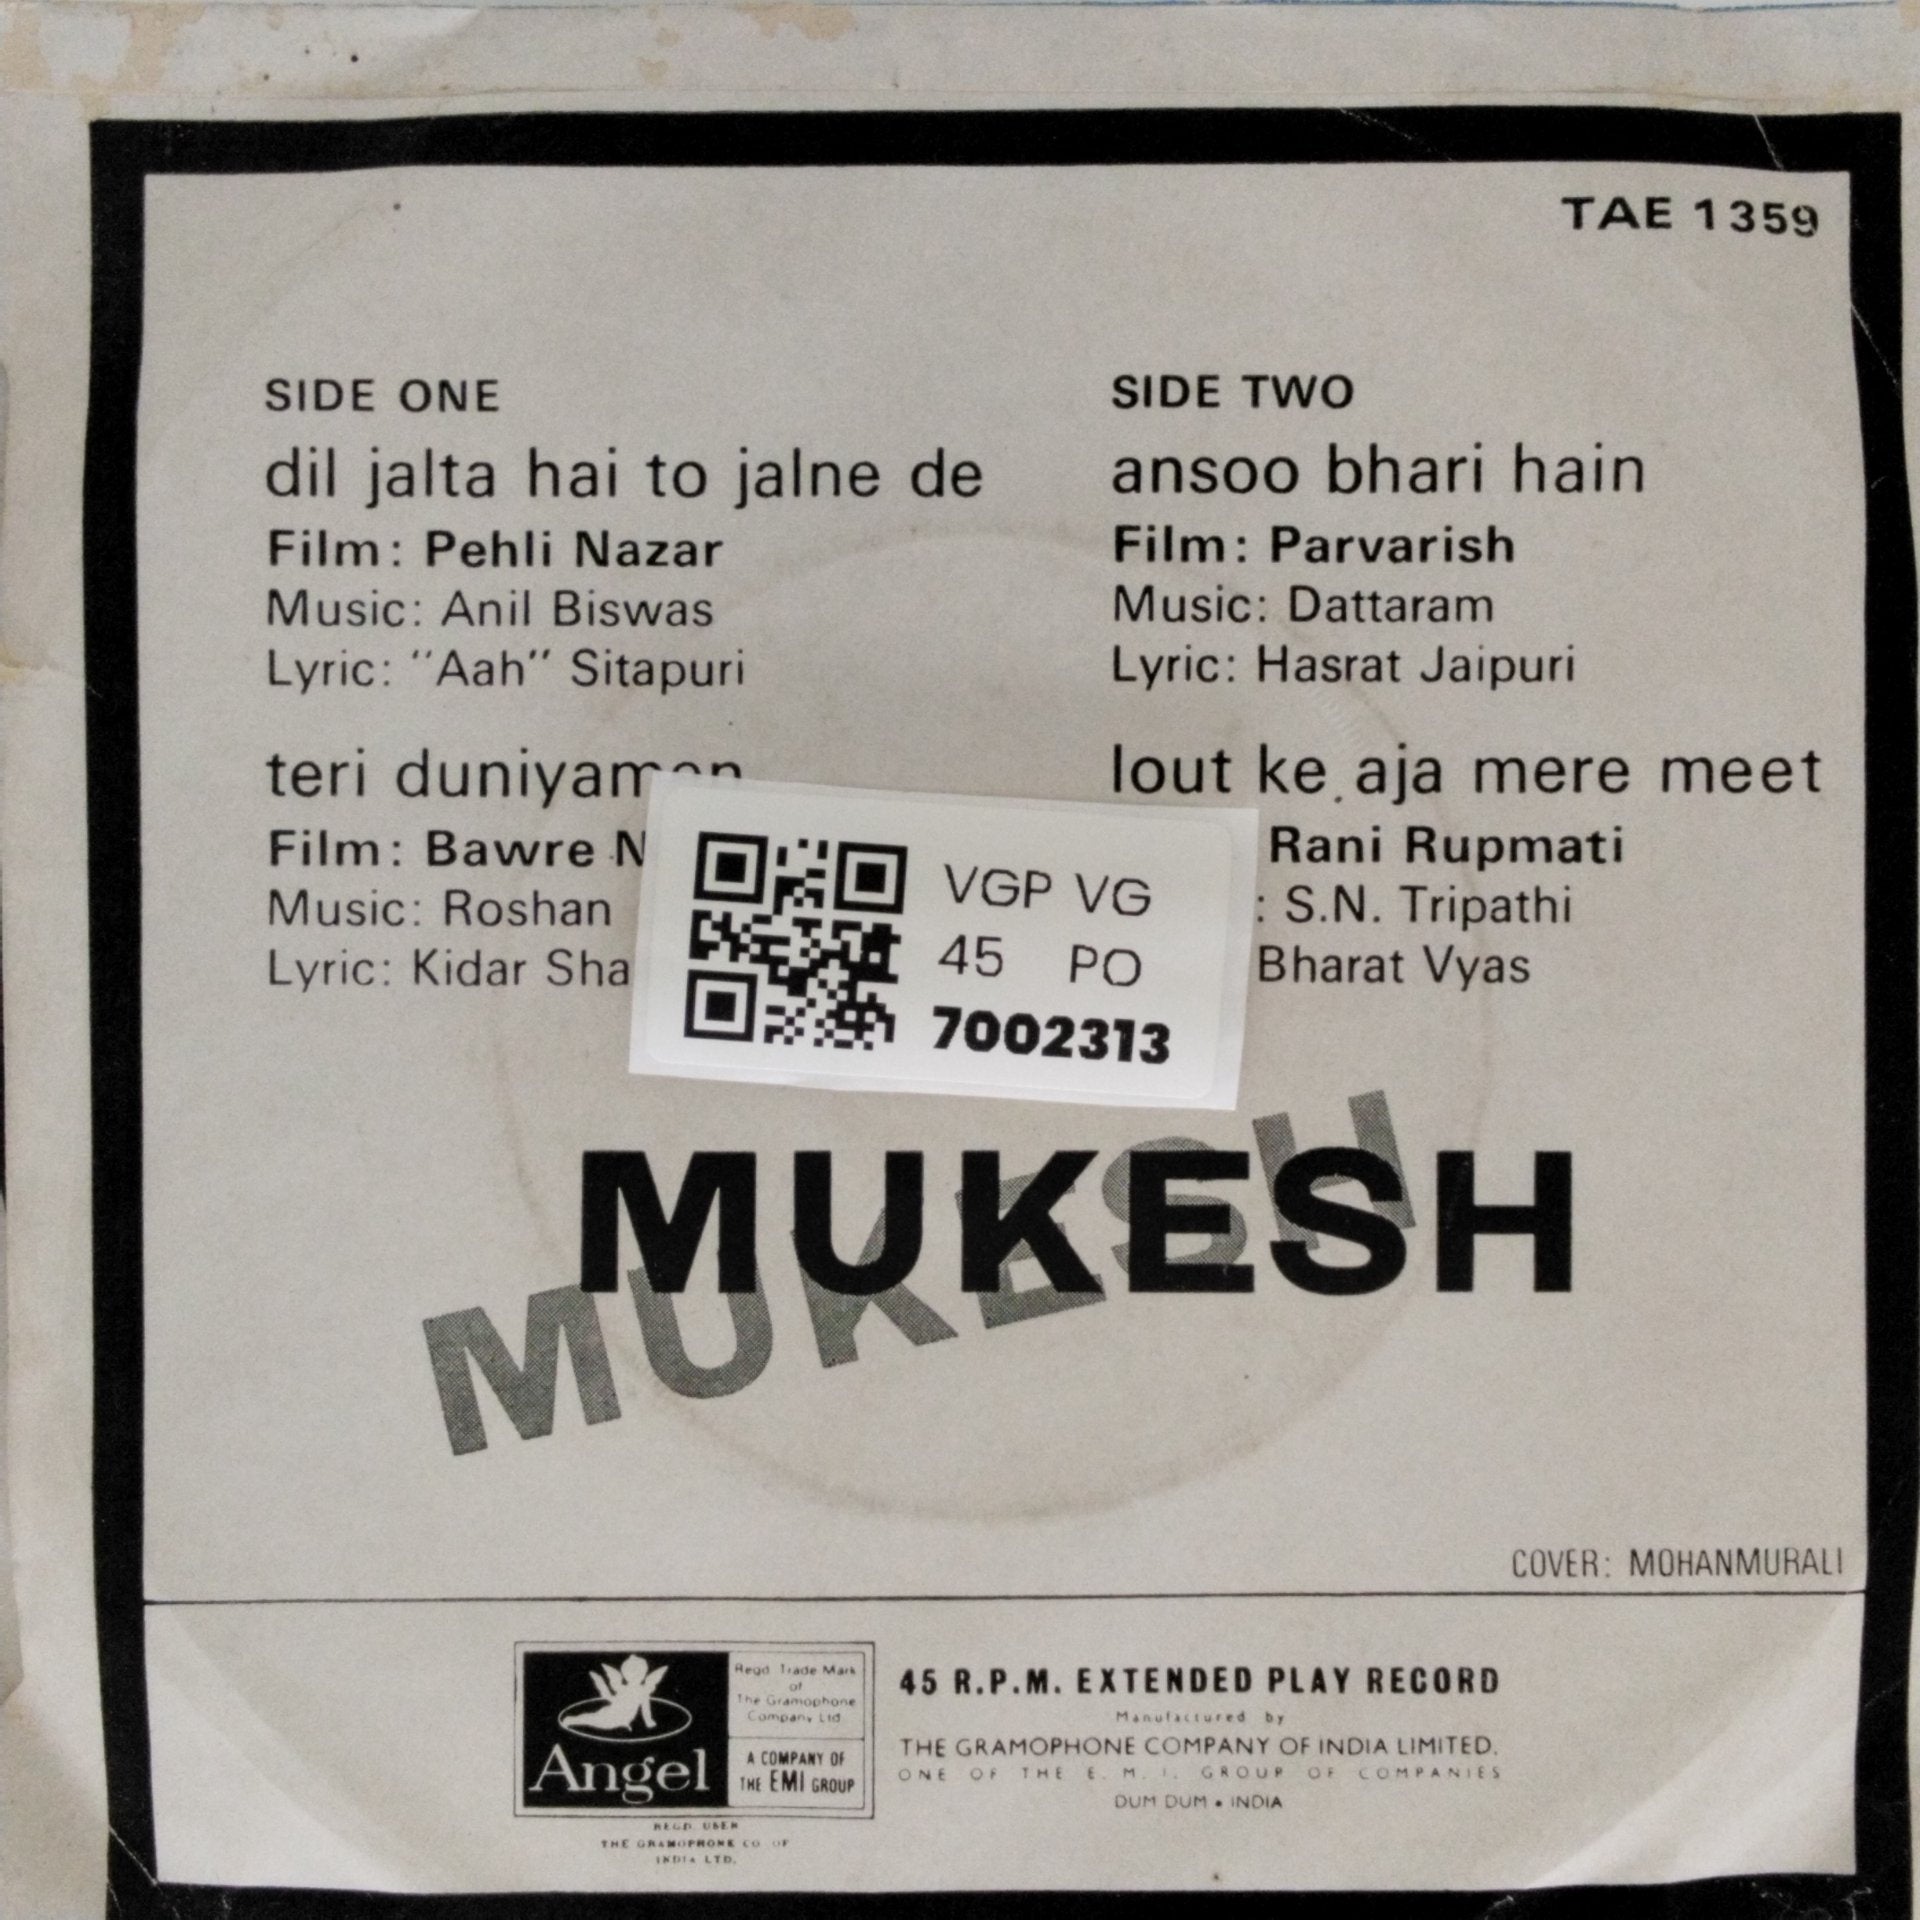 TAE 1359
SIDE ONE
dil jalta hai to jalne de
Film: Pehli Nazar
Music: Anil Biswas
Lyric: "Aah" Sitapuri
teri duniyamen
Film: Bawre
Music: Roshan
Lyric: Kidar
SIDE TWO
ansoo bhari hain
Film: Parvarish
Music: Dattaram
Lyric: Hasrat Jaipuri
lout ke aja mere meet
Rani Rupmati
: S.N. Tripathi
Bharat Vyas
VGP VG
45 PO
7002313
MUKESH
MUKESH
COVER: MOHANMURALI
Angel
Regd. Trade Mark
of
The Gramophone
Company Ltd.
A COMPANY OF
THE EMI GROUP
REGD. USER
THE GRAMOPHONE CO. OF
INDIA LTD.
45 R.P.M. EXTENDED PLAY RECORD
Manufactured by
THE GRAMOPHONE COMPANY OF INDIA LIMITED.
ONE OF THE E. M. I. GROUP OF COMPANIES
DUM DUM • INDIA